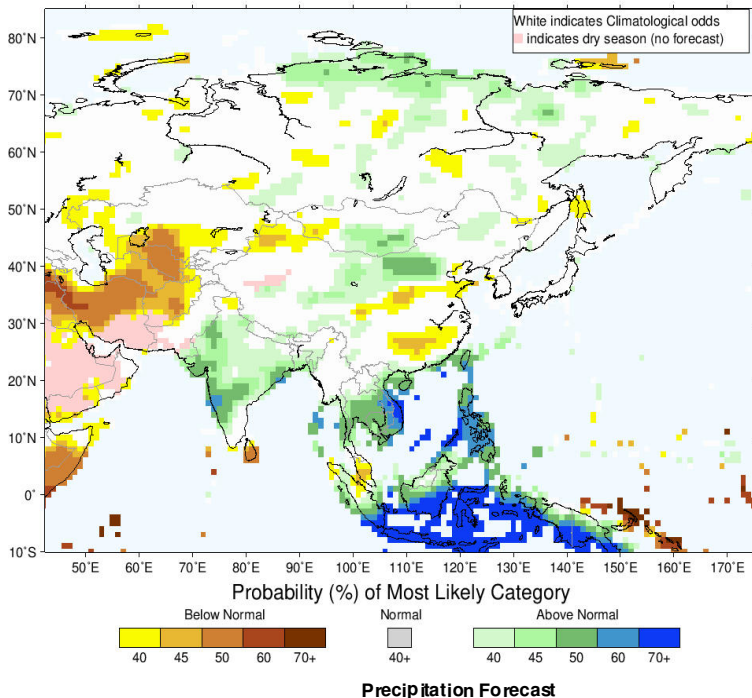 White indicates Climatological odds
indicates dry season (no forecast)
80˚N
70˚N
60˚N
50˚N
40˚N
30˚N
20˚N
10˚N
0˚
10˚S
50˚E 60˚E 70˚E 80˚E 90˚E 100˚E 110˚E 120˚E 130˚E 140˚E 150˚E 160˚E 170˚E
Probability (%) of Most Likely Category
Below Normal Normal Above Normal
40 45 50 60 70+ 40+ 40 45 50 60 70+
Precipitation Forecast